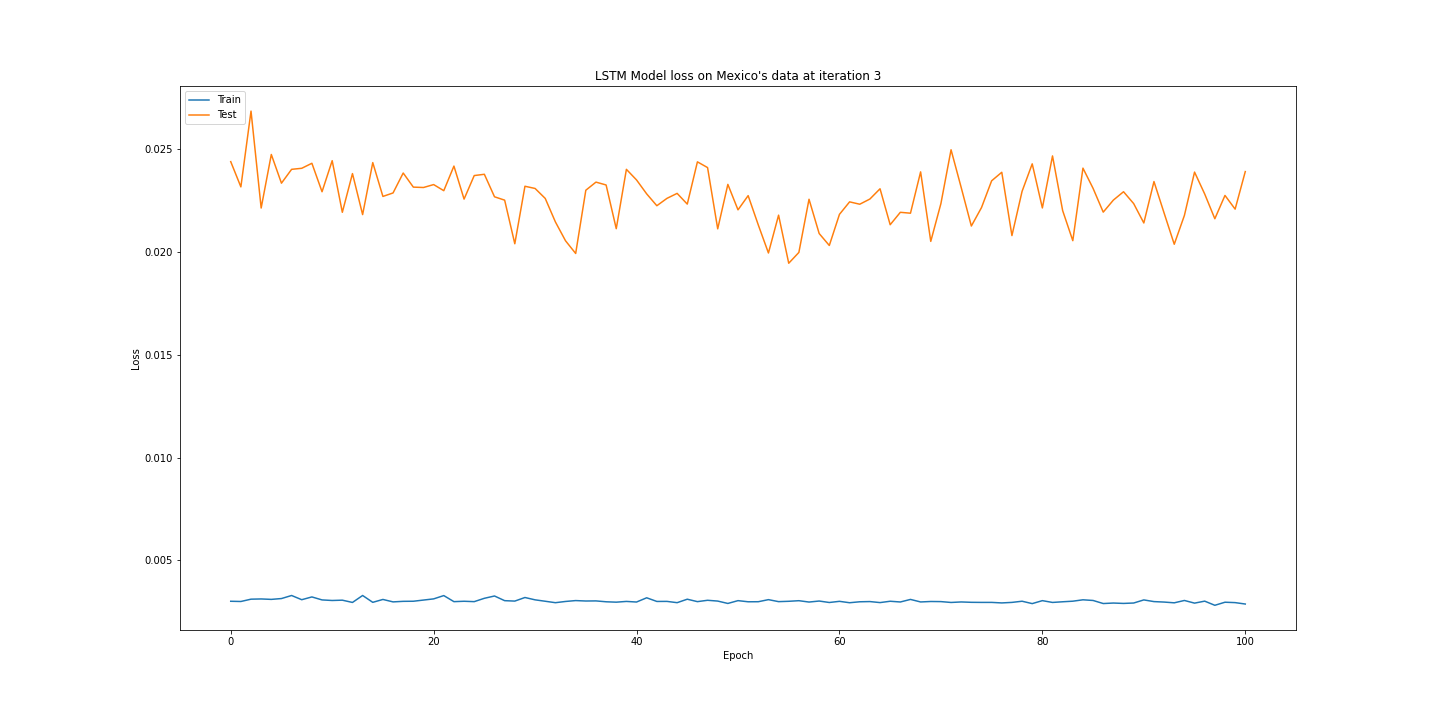 LSTM Model loss on Mexico's data at iteration 3
Train
Test
0.025
0.020
0.015
0.010
0.005
Loss
0 20 40 60 80 100
Epoch